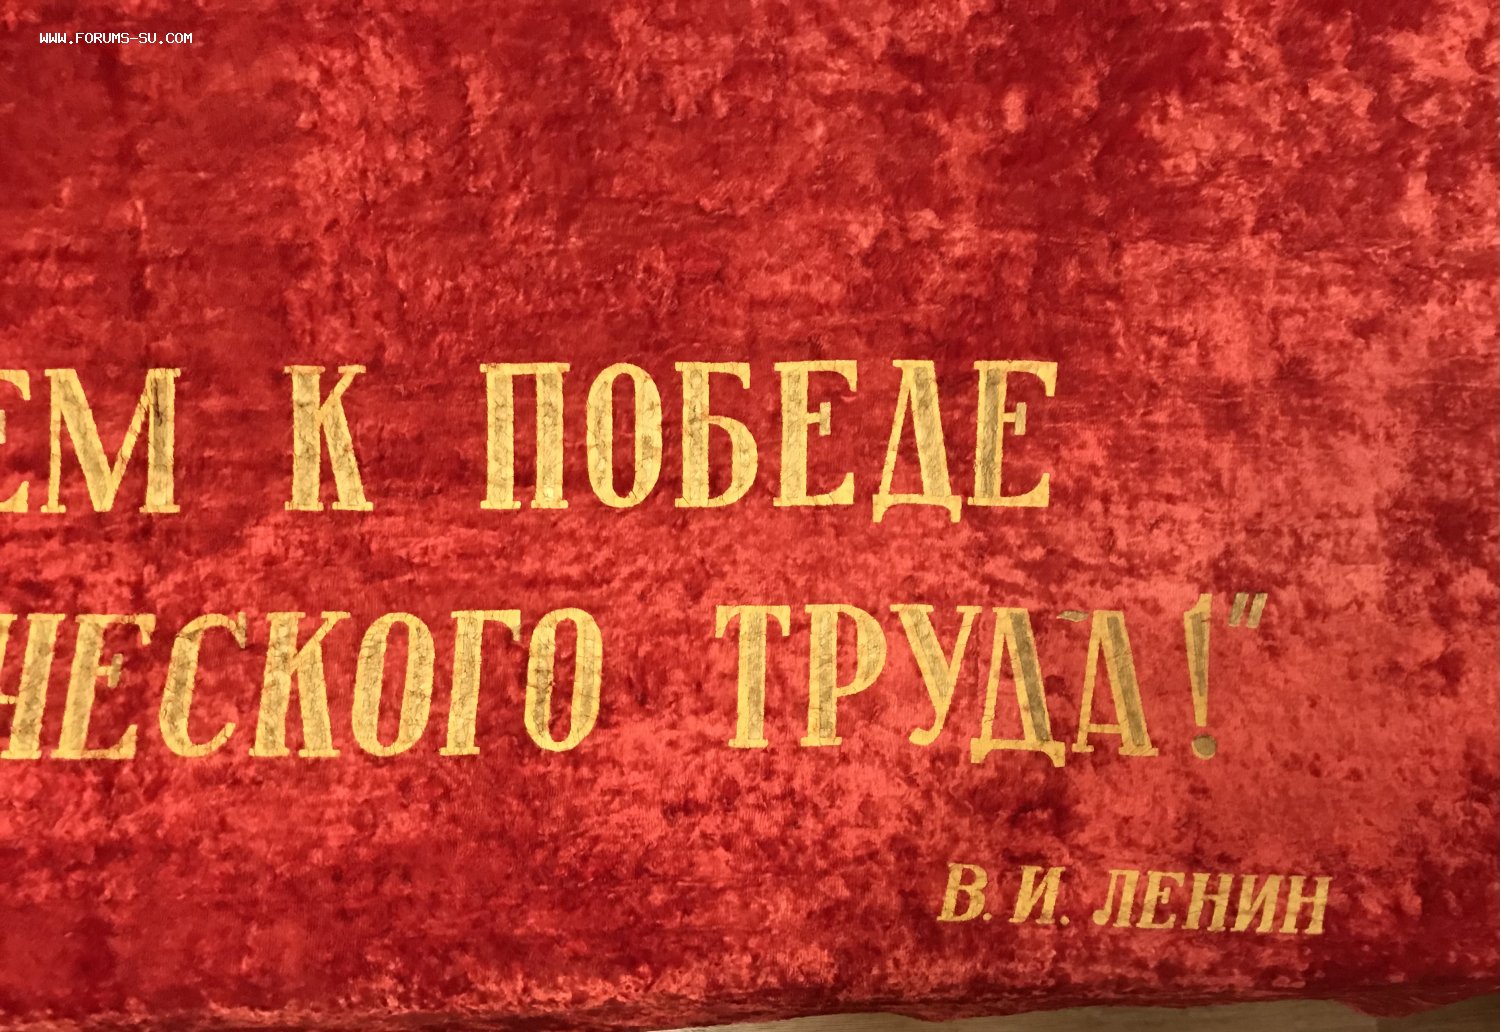 WWW.FORUMS-SU.COM
ЕМ К ПОБЕДЕ
ЧЕСКОГО ТРУДА!"
В. И. ЛЕНИН